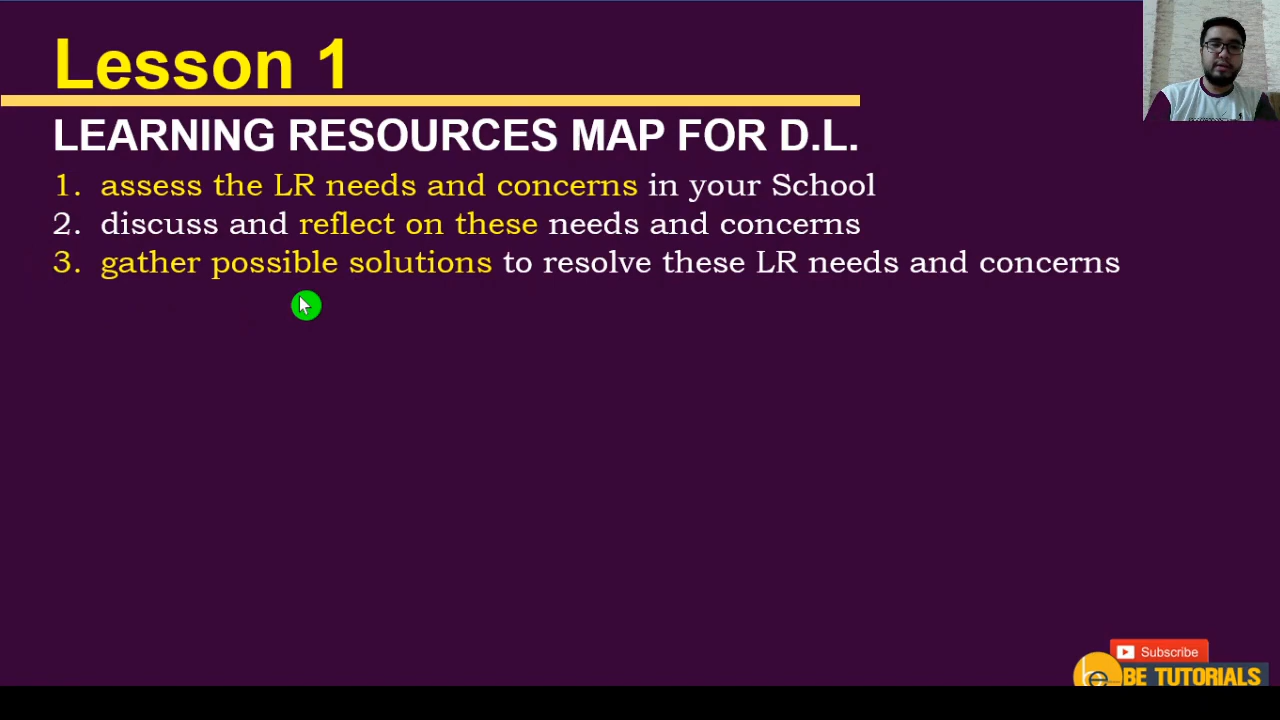 Lesson 1
LEARNING RESOURCES MAP FOR D.L.
1. assess the LR needs and concerns in your School
2. discuss and reflect on these needs and concerns
3. gather possible solutions to resolve these LR needs and concerns
Subscribe
BE TUTORIALS